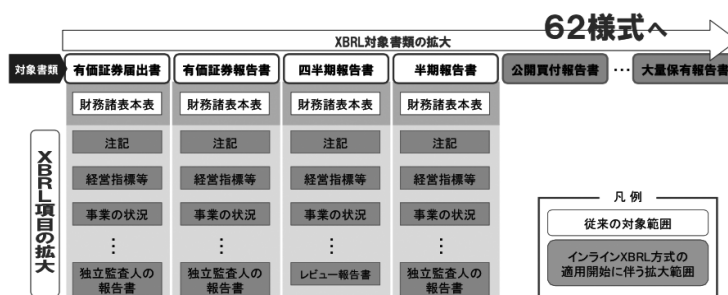 62様式へ
XBRL対象書類の拡大
対象書類
有価証券届出書
有価証券報告書
四半期報告書
半期報告書
公開買付報告書
…
大量保有報告書
XBRL項目の拡大
財務諸表本表
財務諸表本表
財務諸表本表
財務諸表本表
注記
注記
注記
注記
経営指標等
経営指標等
経営指標等
経営指標等
事業の状況
事業の状況
事業の状況
事業の状況
⋮
⋮
⋮
⋮
独立監査人の
報告書
独立監査人の
報告書
レビュー報告書
独立監査人の
報告書
凡例
従来の対象範囲
インラインXBRL方式の
適用開始に伴う拡大範囲